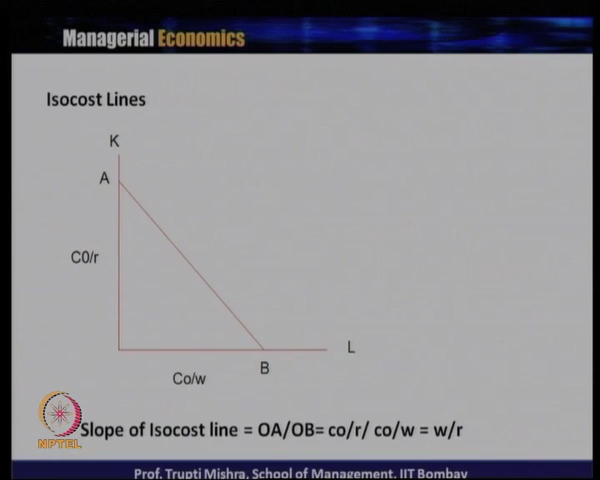 Managerial Economics
Isocost Lines
K
A
C0/r
L
B
Co/w
Slope of Isocost line = OA/OB= co/r/ co/w = w/r
NPTEL
Prof. Trupti Mishra, School of Management, IIT Bombay